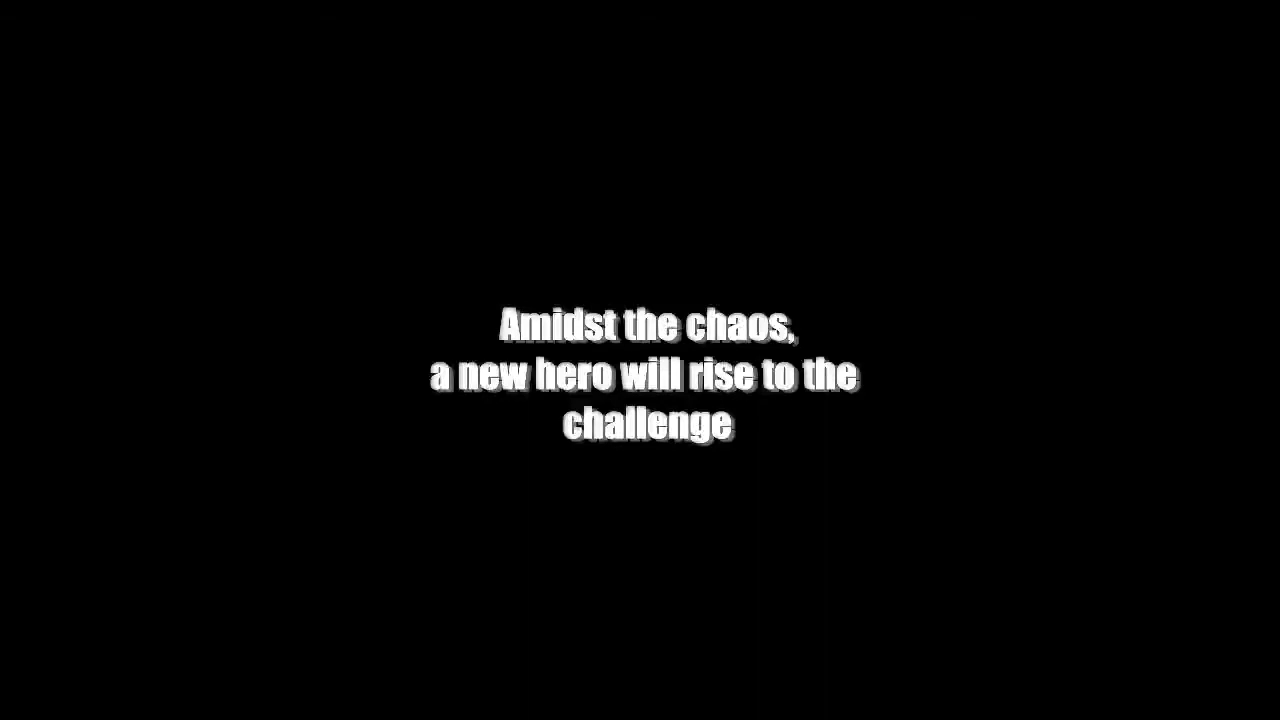 Amidst the chaos,
a new hero will rise to the
challenge